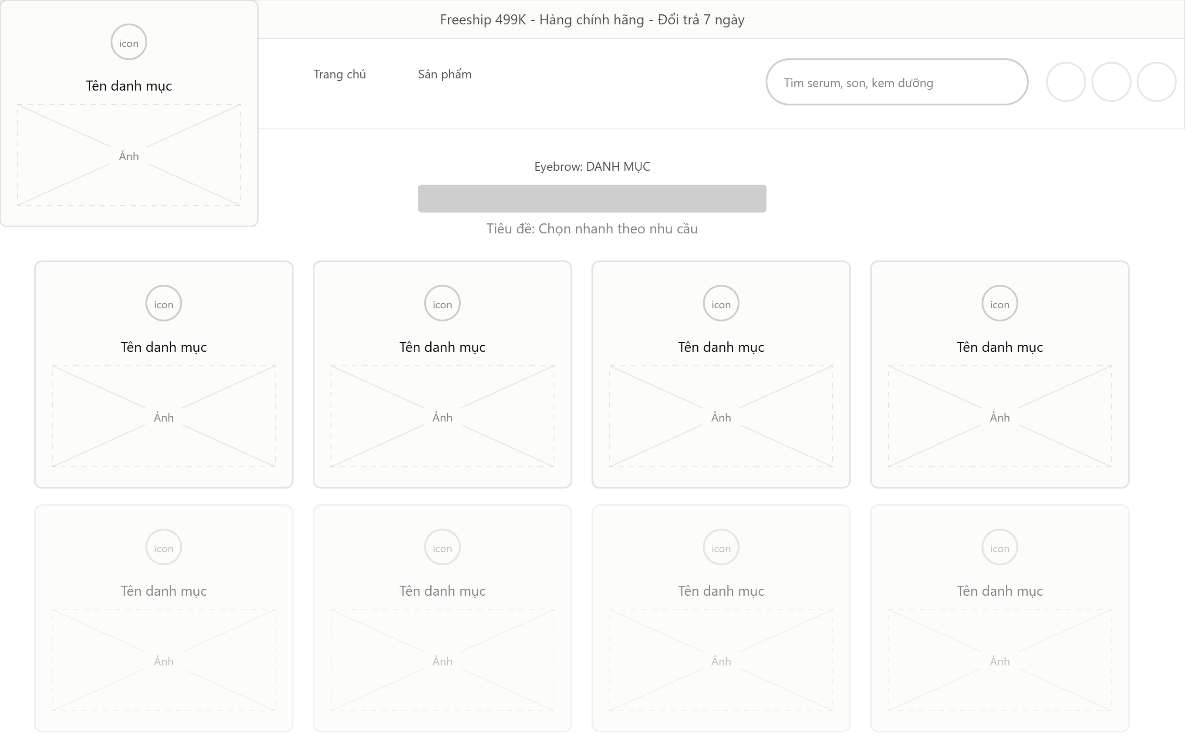 Freeship 499K - Hàng chính hãng - Đổi trả 7 ngày
icon
Tên danh mục
Ảnh
Trang chủ
Sản phẩm
Tìm serum, son, kem dưỡng
Eyebrow: DANH MỤC
Tiêu đề: Chọn nhanh theo nhu cầu
icon
Tên danh mục
Ảnh
icon
Tên danh mục
Ảnh
icon
Tên danh mục
Ảnh
icon
Tên danh mục
Ảnh
icon
Tên danh mục
Ảnh
icon
Tên danh mục
Ảnh
icon
Tên danh mục
Ảnh
icon
Tên danh mục
Ảnh